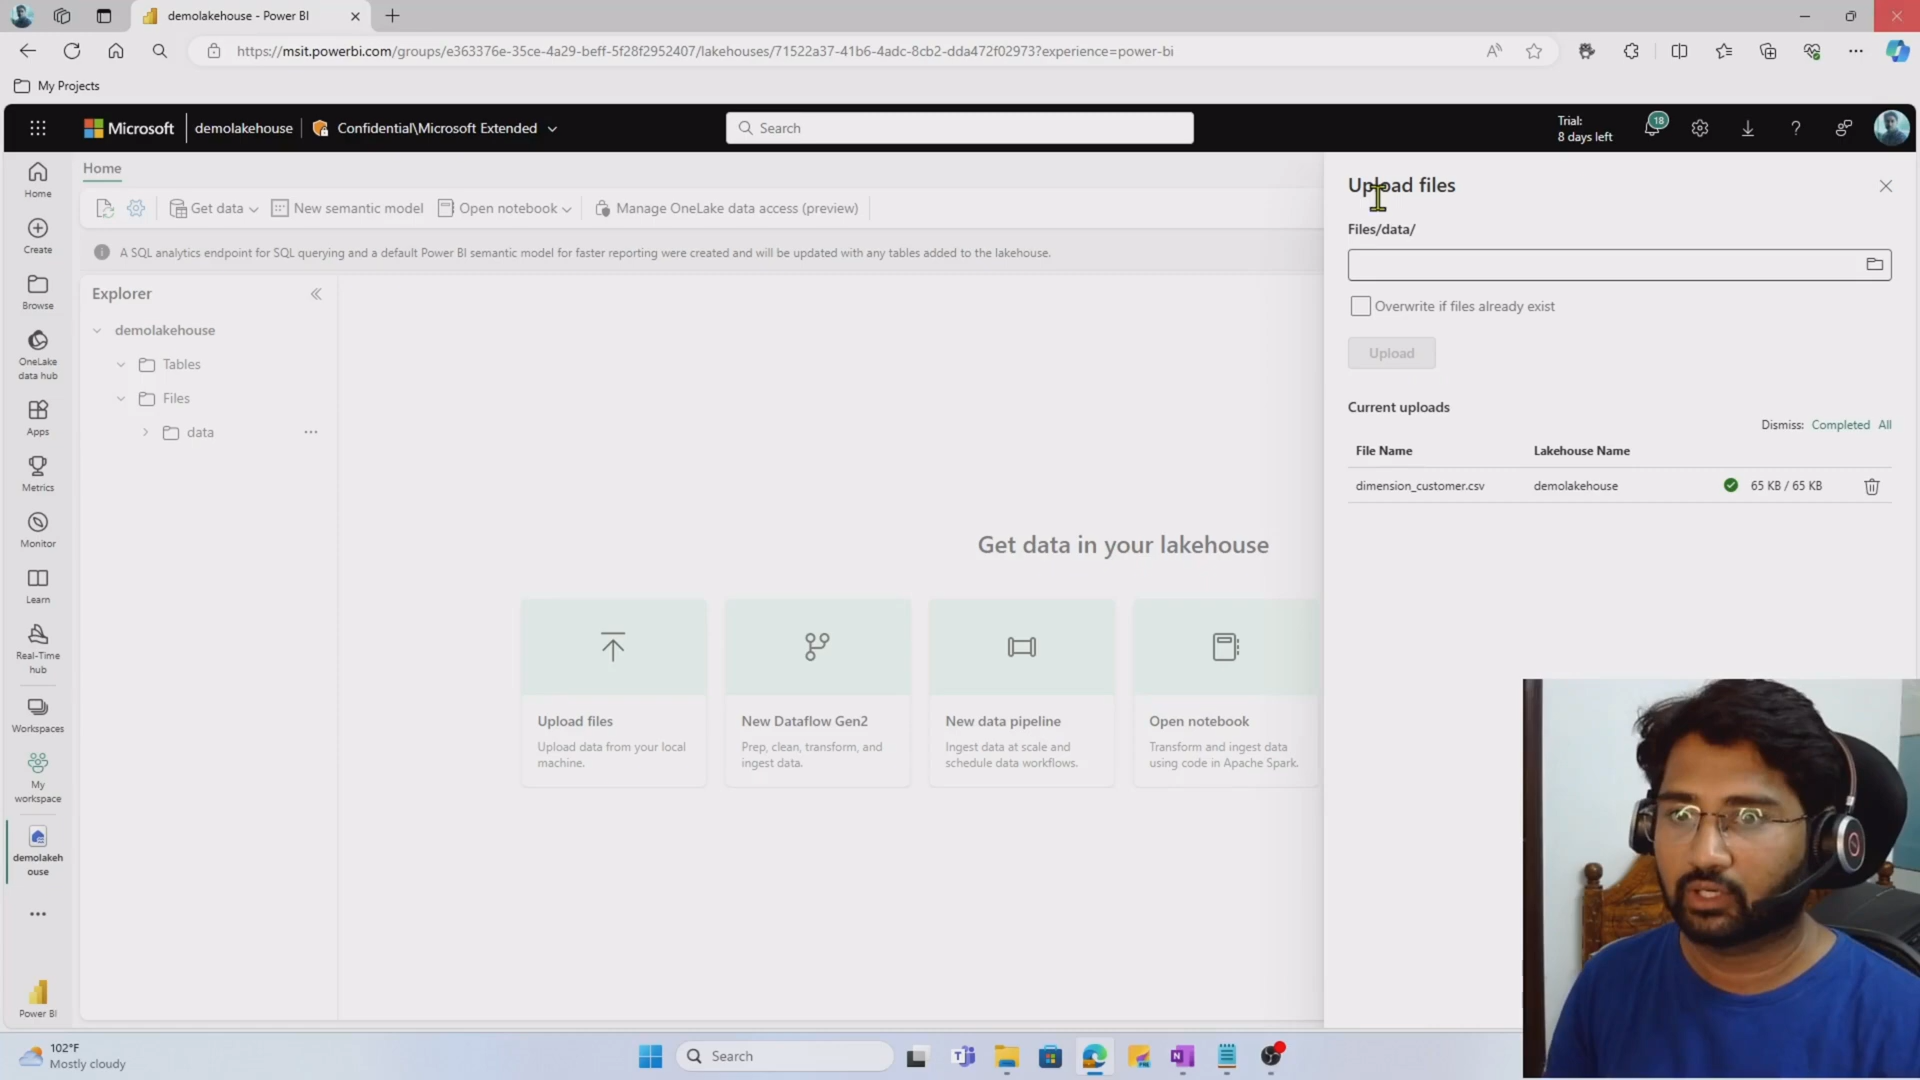 demolakehouse - Power BI
https://msit.powerbi.com/groups/e363376e-35ce-4a29-beff-5f28f2952407/lakehouses/71522a37-41b6-4adc-8cb2-dda472f02973?experience=power-bi
My Projects
Microsoft
demolakehouse
Confidential\Microsoft Extended
Search
Trial:
8 days left
18
Home
Create
Browse
OneLake
data hub
Apps
Metrics
Monitor
Learn
Real-Time
hub
Workspaces
My
workspace
demolakeh
ouse
Power BI
Home
Get data
New semantic model
Open notebook
Manage OneLake data access (preview)
A SQL analytics endpoint for SQL querying and a default Power BI semantic model for faster reporting were created and will be updated with any tables added to the lakehouse.
Explorer
demolakehouse
Tables
Files
data
Get data in your lakehouse
Upload files
Upload data from your local
machine.
New Dataflow Gen2
Prep, clean, transform, and
ingest data.
New data pipeline
Ingest data at scale and
schedule data workflows.
Open notebook
Transform and ingest data
using code in Apache Spark.
Upload files
Files/data/
Overwrite if files already exist
Upload
Current uploads
Dismiss: Completed All
File Name Lakehouse Name
dimension_customer.csv demolakehouse 65 KB / 65 KB
102°F
Mostly cloudy
Search